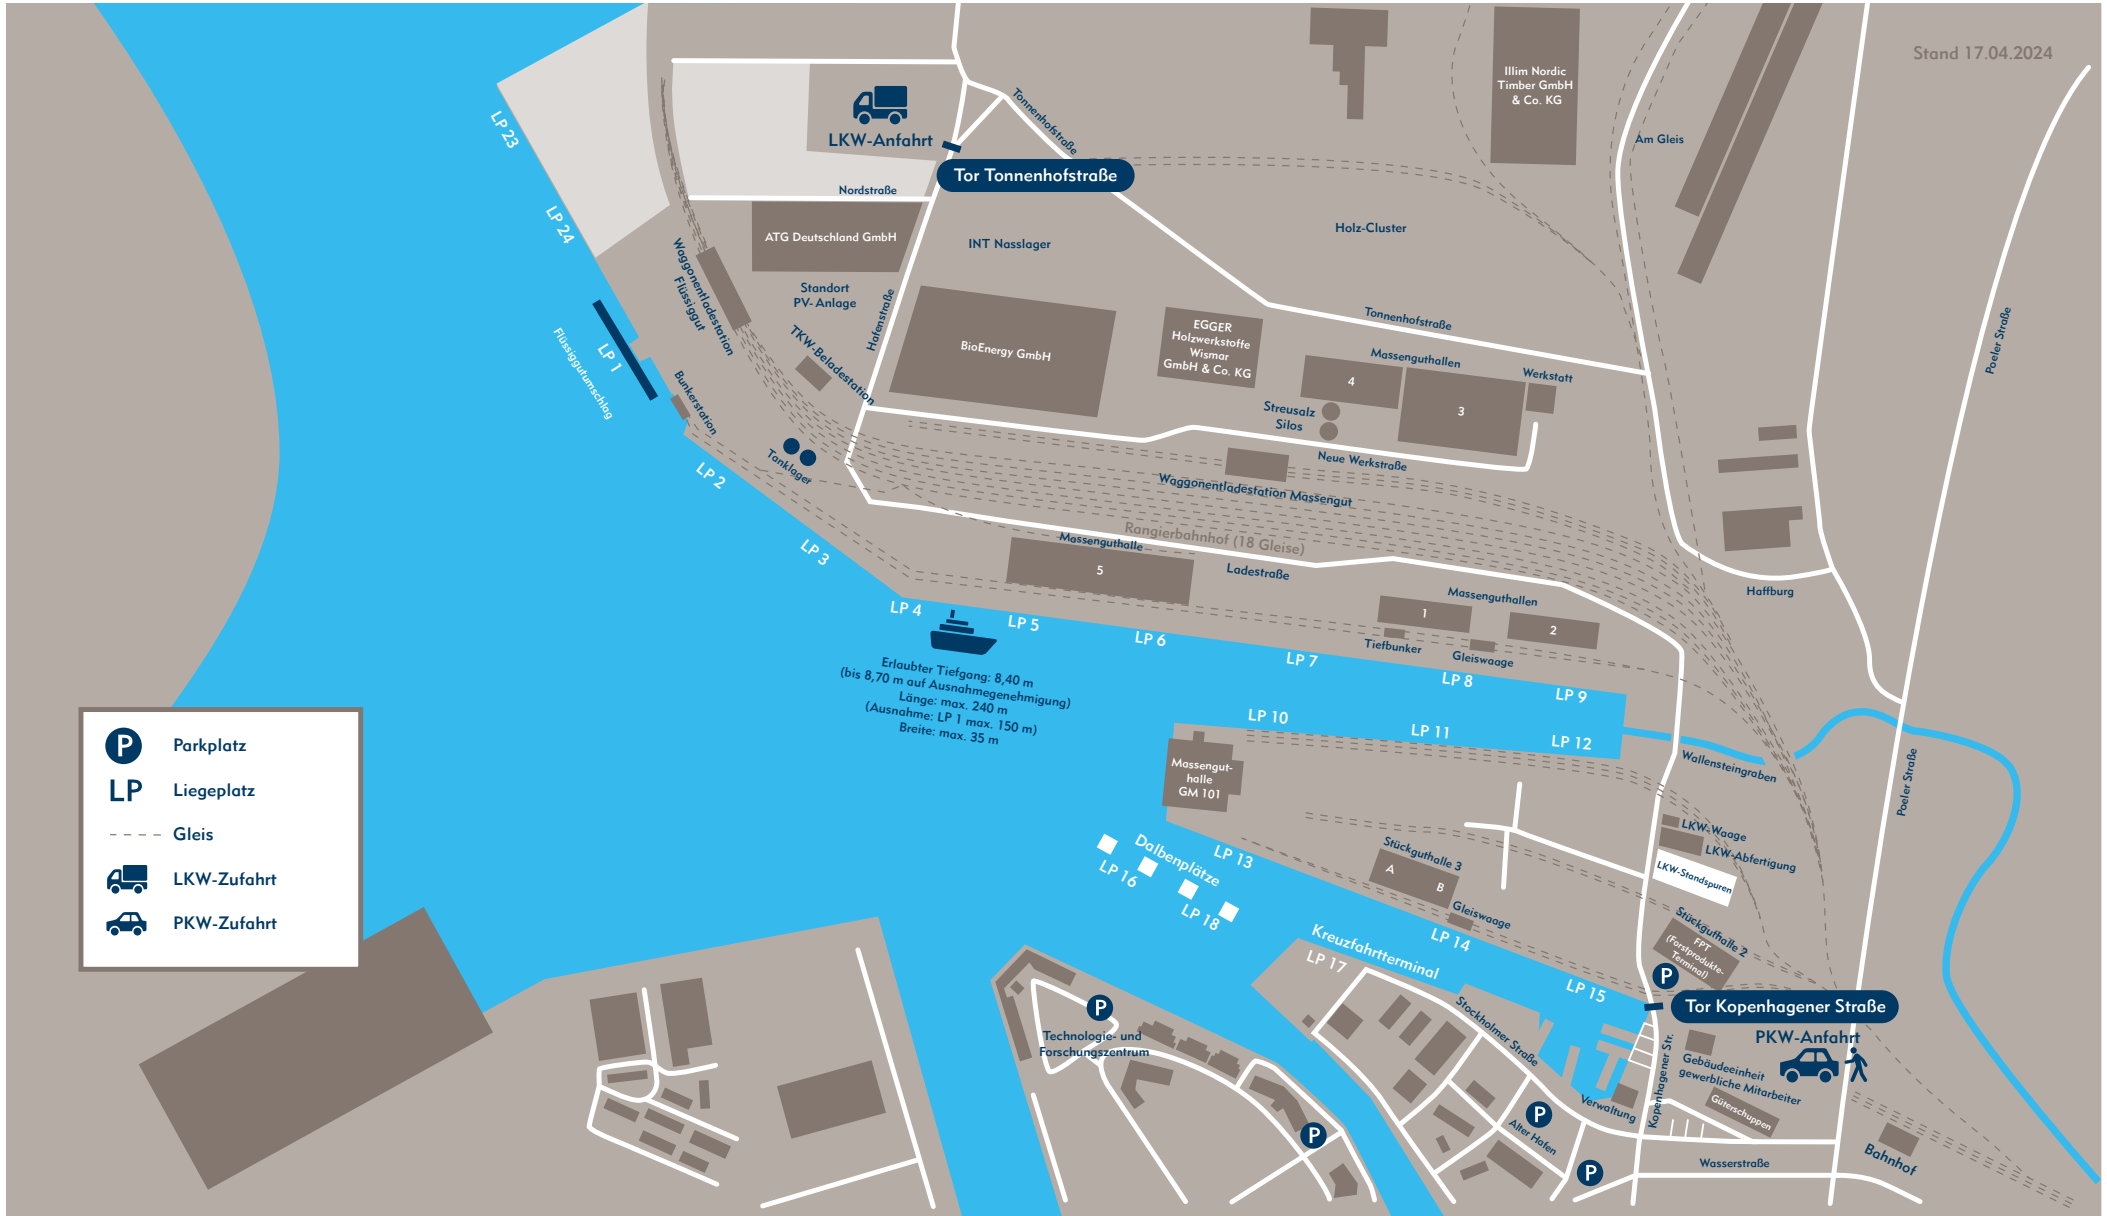 Stand 17.04.2024
Illim Nordic
Timber GmbH
& Co. KG
LP 23
LKW-Anfahrt
Tonnenhofstraße
Am Gleis
Tor Tonnenhofstraße
Nordstraße
LP 24
ATG Deutschland GmbH
INT Nasslager
Holz-Cluster
Waggonentladestation
Flüssiggut
Standort
PV-Anlage
Hafenstraße
Tonnenhofstraße
Poeler Straße
LP 1
Flüssiggutumschlag
TKW-Beladestation
BioEnergy GmbH
EGGER
Holzwerkstoffe
Wismar
GmbH & Co. KG
Massenguthallen
4
3
Werkstatt
Streusalz
Silos
Bunkerstation
Tanklager
LP 2
Neue Werkstraße
Waggonentladestation Massengut
Rangierbahnhof (18 Gleise)
LP 3
Massenguthalle
5
Ladestraße
Haffburg
Massenguthallen
1
2
Tiefbunker
Gleiswaage
LP 4
LP 5
LP 6
LP 7
LP 8
LP 9
Erlaubter Tiefgang: 8,40 m
(bis 8,70 m auf Ausnahmegenehmigung)
Länge: max. 240 m
(Ausnahme: LP 1 max. 150 m)
Breite: max. 35 m
LP 10
LP 11
LP 12
Wallensteingraben
Poeler Straße
Massengut-
halle
GM 101
P
Parkplatz
LP
Liegeplatz
Gleis
LKW-Zufahrt
PKW-Zufahrt
LKW-Waage
LKW-Abfertigung
LKW-Standspuren
LP 13
Dalbenplätze
LP 16
LP 18
Stückguthalle 3
A
B
Gleiswaage
LP 14
Stückguthalle 2
FPT
(Forstprodukte-
Terminal)
Kreuzfahrtterminal
LP 17
LP 15
P
Tor Kopenhagener Straße
PKW-Anfahrt
P
Technologie- und
Forschungszentrum
Stockholmer Straße
Kopenhagener Str.
Gebäudeeinheit
gewerbliche Mitarbeiter
Güterschuppen
Verwaltung
P
Alter Hafen
P
P
Wasserstraße
Bahnhof